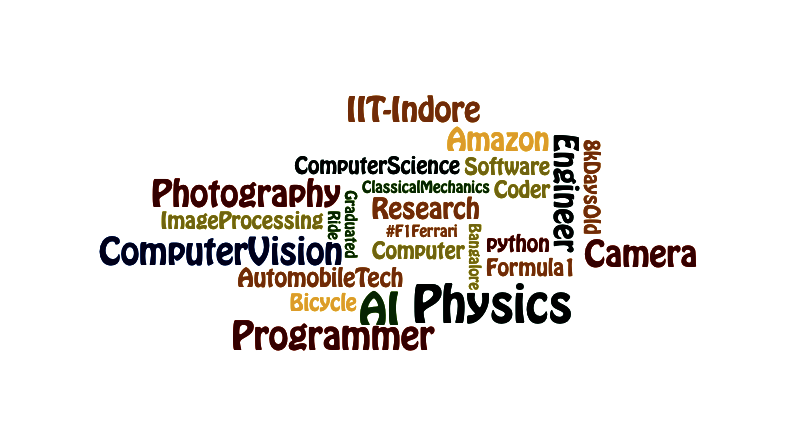 IIT-Indore
Amazon
Engineer
8kDaysOld
ComputerScience
Software
Photography
ClassicalMechanics
Coder
Graduated
Research
ImageProcessing
Ride
#F1Ferrari
Bangalore
python
ComputerVision
Computer
Camera
Formula1
AutomobileTech
Bicycle
AI
Physics
Programmer